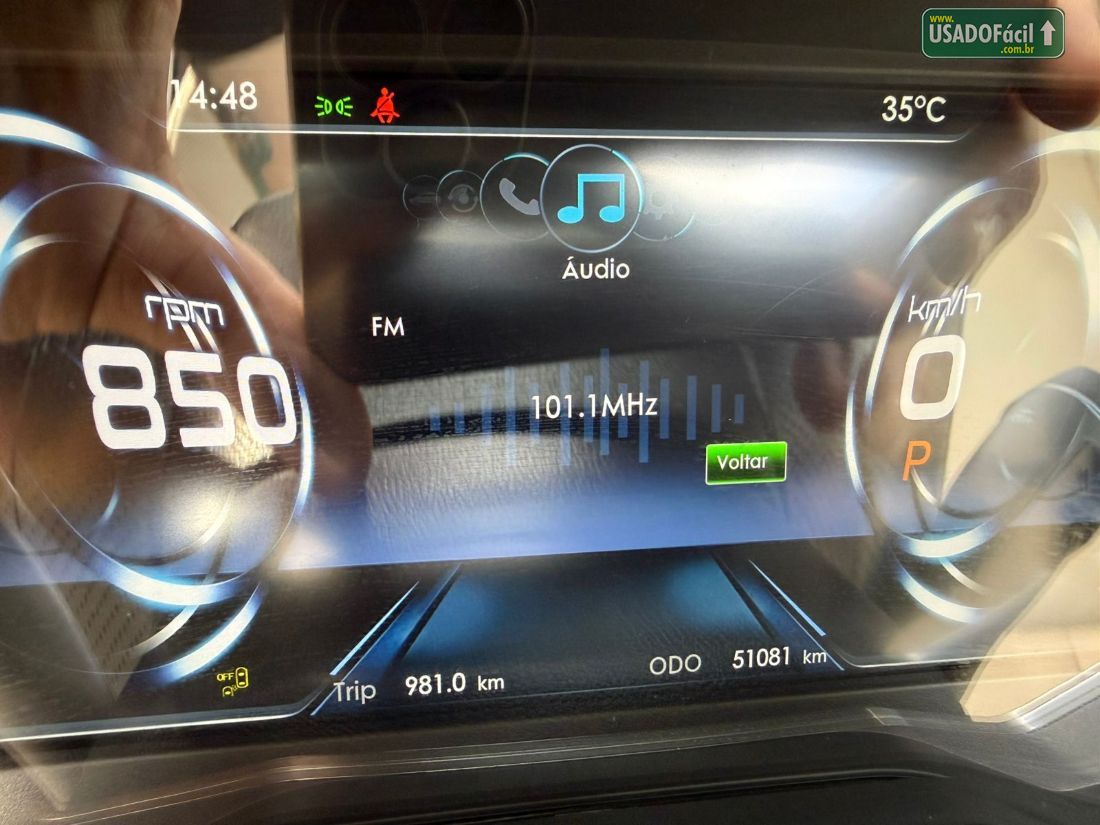 www.
USADOFácil
.com.br
14:48
35°C
Áudio
rpm
850
FM
101.1MHz
km/h
0
P
Voltar
OFF
Trip 981.0 km
ODO 51081 km